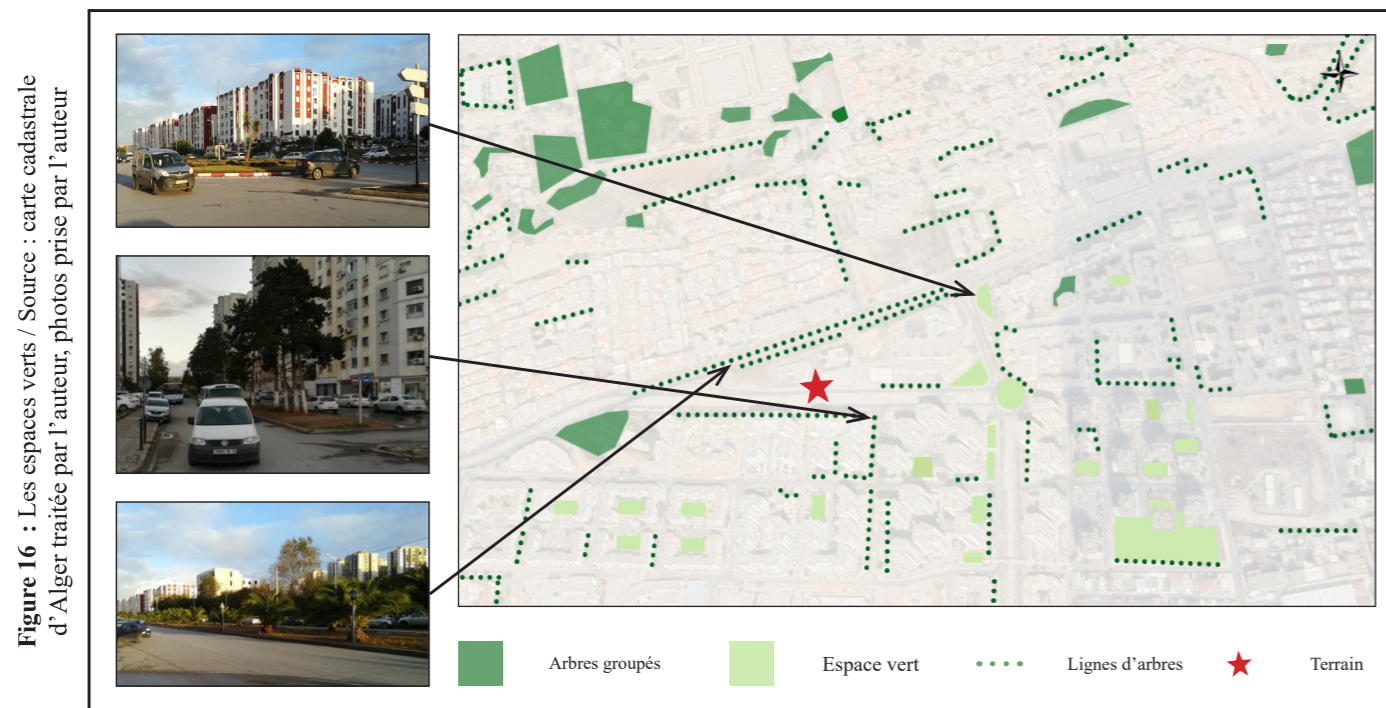 Figure 16 : Les espaces verts / Source : carte cadastrale
d’Alger traitée par l’auteur, photos prise par l’auteur
Arbres groupés
Espace vert
Lignes d’arbres
Terrain